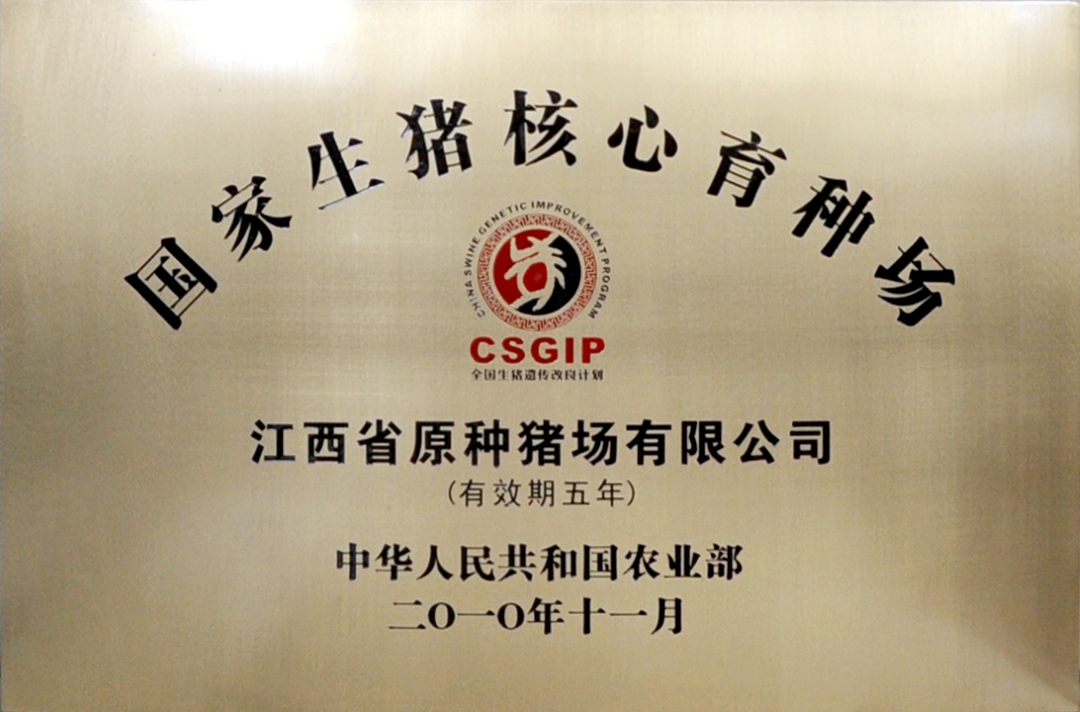 国家生猪核心育种场
CHINA SWINE GENETIC IMPROVEMENT PROGRAM
CSGIP
全国生猪遗传改良计划
江西省原种猪场有限公司
(有效期五年)
中华人民共和国农业部
二〇一〇年十一月